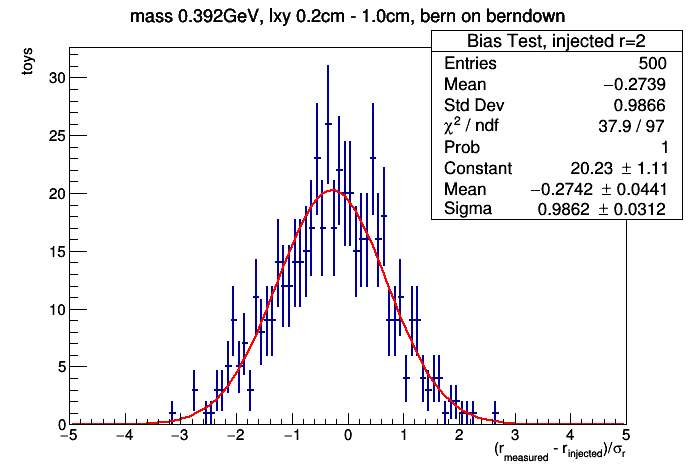 mass 0.392GeV, lxy 0.2cm - 1.0cm, bern on berndown
toys
Bias Test, injected r=2
Entries 500
Mean −0.2739
Std Dev 0.9866
χ² / ndf 37.9 / 97
Prob 1
Constant 20.23 ± 1.11
Mean −0.2742 ± 0.0441
Sigma 0.9862 ± 0.0312
30
25
20
15
10
5
0
−5 −4 −3 −2 −1 0 1 2 3 4 5
(r_measured - r_injected)/σ_r